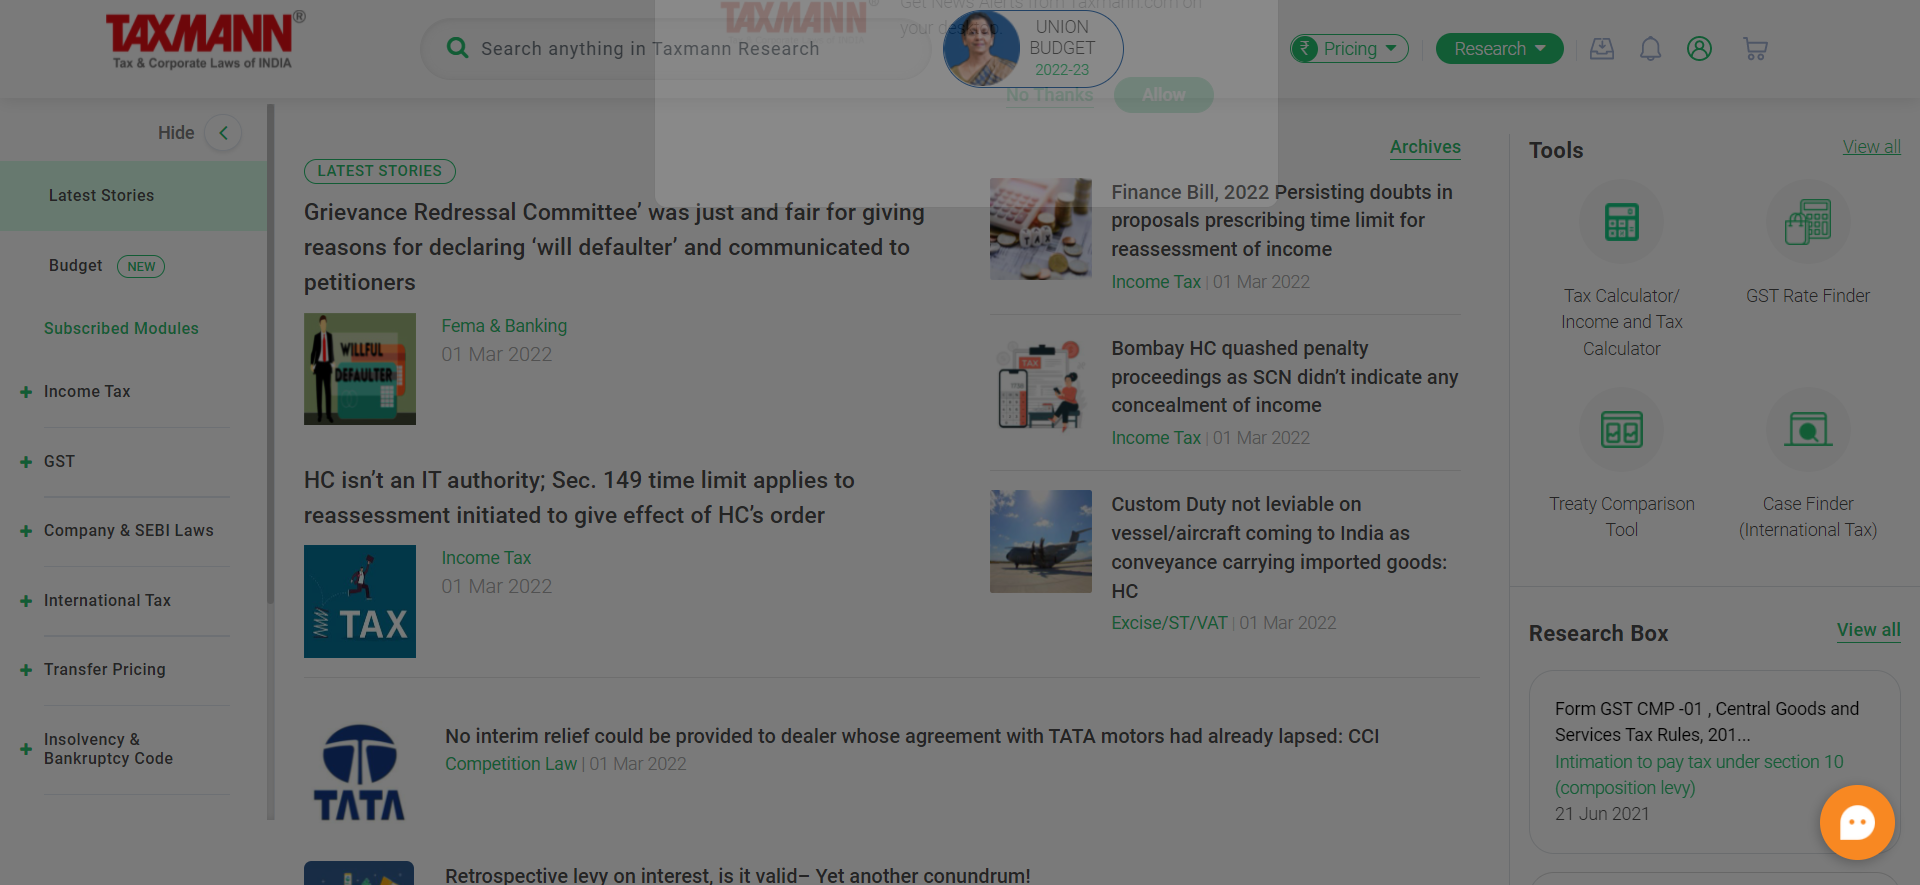 TAXMANN®
Tax & Corporate Laws of INDIA
Search anything in Taxmann Research
TAXMANN®
Get News Alerts from Taxmann.com on
your desktop.
UNION
BUDGET
2022-23
No Thanks
Allow
Pricing
Research
Hide
Latest Stories
Budget NEW
Subscribed Modules
Income Tax
GST
Company & SEBI Laws
International Tax
Transfer Pricing
Insolvency &
Bankruptcy Code
LATEST STORIES
Archives
Grievance Redressal Committee’ was just and fair for giving
reasons for declaring ‘will defaulter’ and communicated to
petitioners
WILLFUL
DEFAULTER
Fema & Banking
01 Mar 2022
HC isn’t an IT authority; Sec. 149 time limit applies to
reassessment initiated to give effect of HC’s order
TAX
Income Tax
01 Mar 2022
TAX
Finance Bill, 2022 Persisting doubts in
proposals prescribing time limit for
reassessment of income
Income Tax | 01 Mar 2022
TAX
Bombay HC quashed penalty
proceedings as SCN didn’t indicate any
concealment of income
Income Tax | 01 Mar 2022
Custom Duty not leviable on
vessel/aircraft coming to India as
conveyance carrying imported goods:
HC
Excise/ST/VAT | 01 Mar 2022
TATA
No interim relief could be provided to dealer whose agreement with TATA motors had already lapsed: CCI
Competition Law | 01 Mar 2022
Retrospective levy on interest, is it valid– Yet another conundrum!
Tools
View all
Tax Calculator/
Income and Tax
Calculator
GST Rate Finder
Treaty Comparison
Tool
Case Finder
(International Tax)
Research Box
View all
Form GST CMP -01 , Central Goods and
Services Tax Rules, 201...
Intimation to pay tax under section 10
(composition levy)
21 Jun 2021